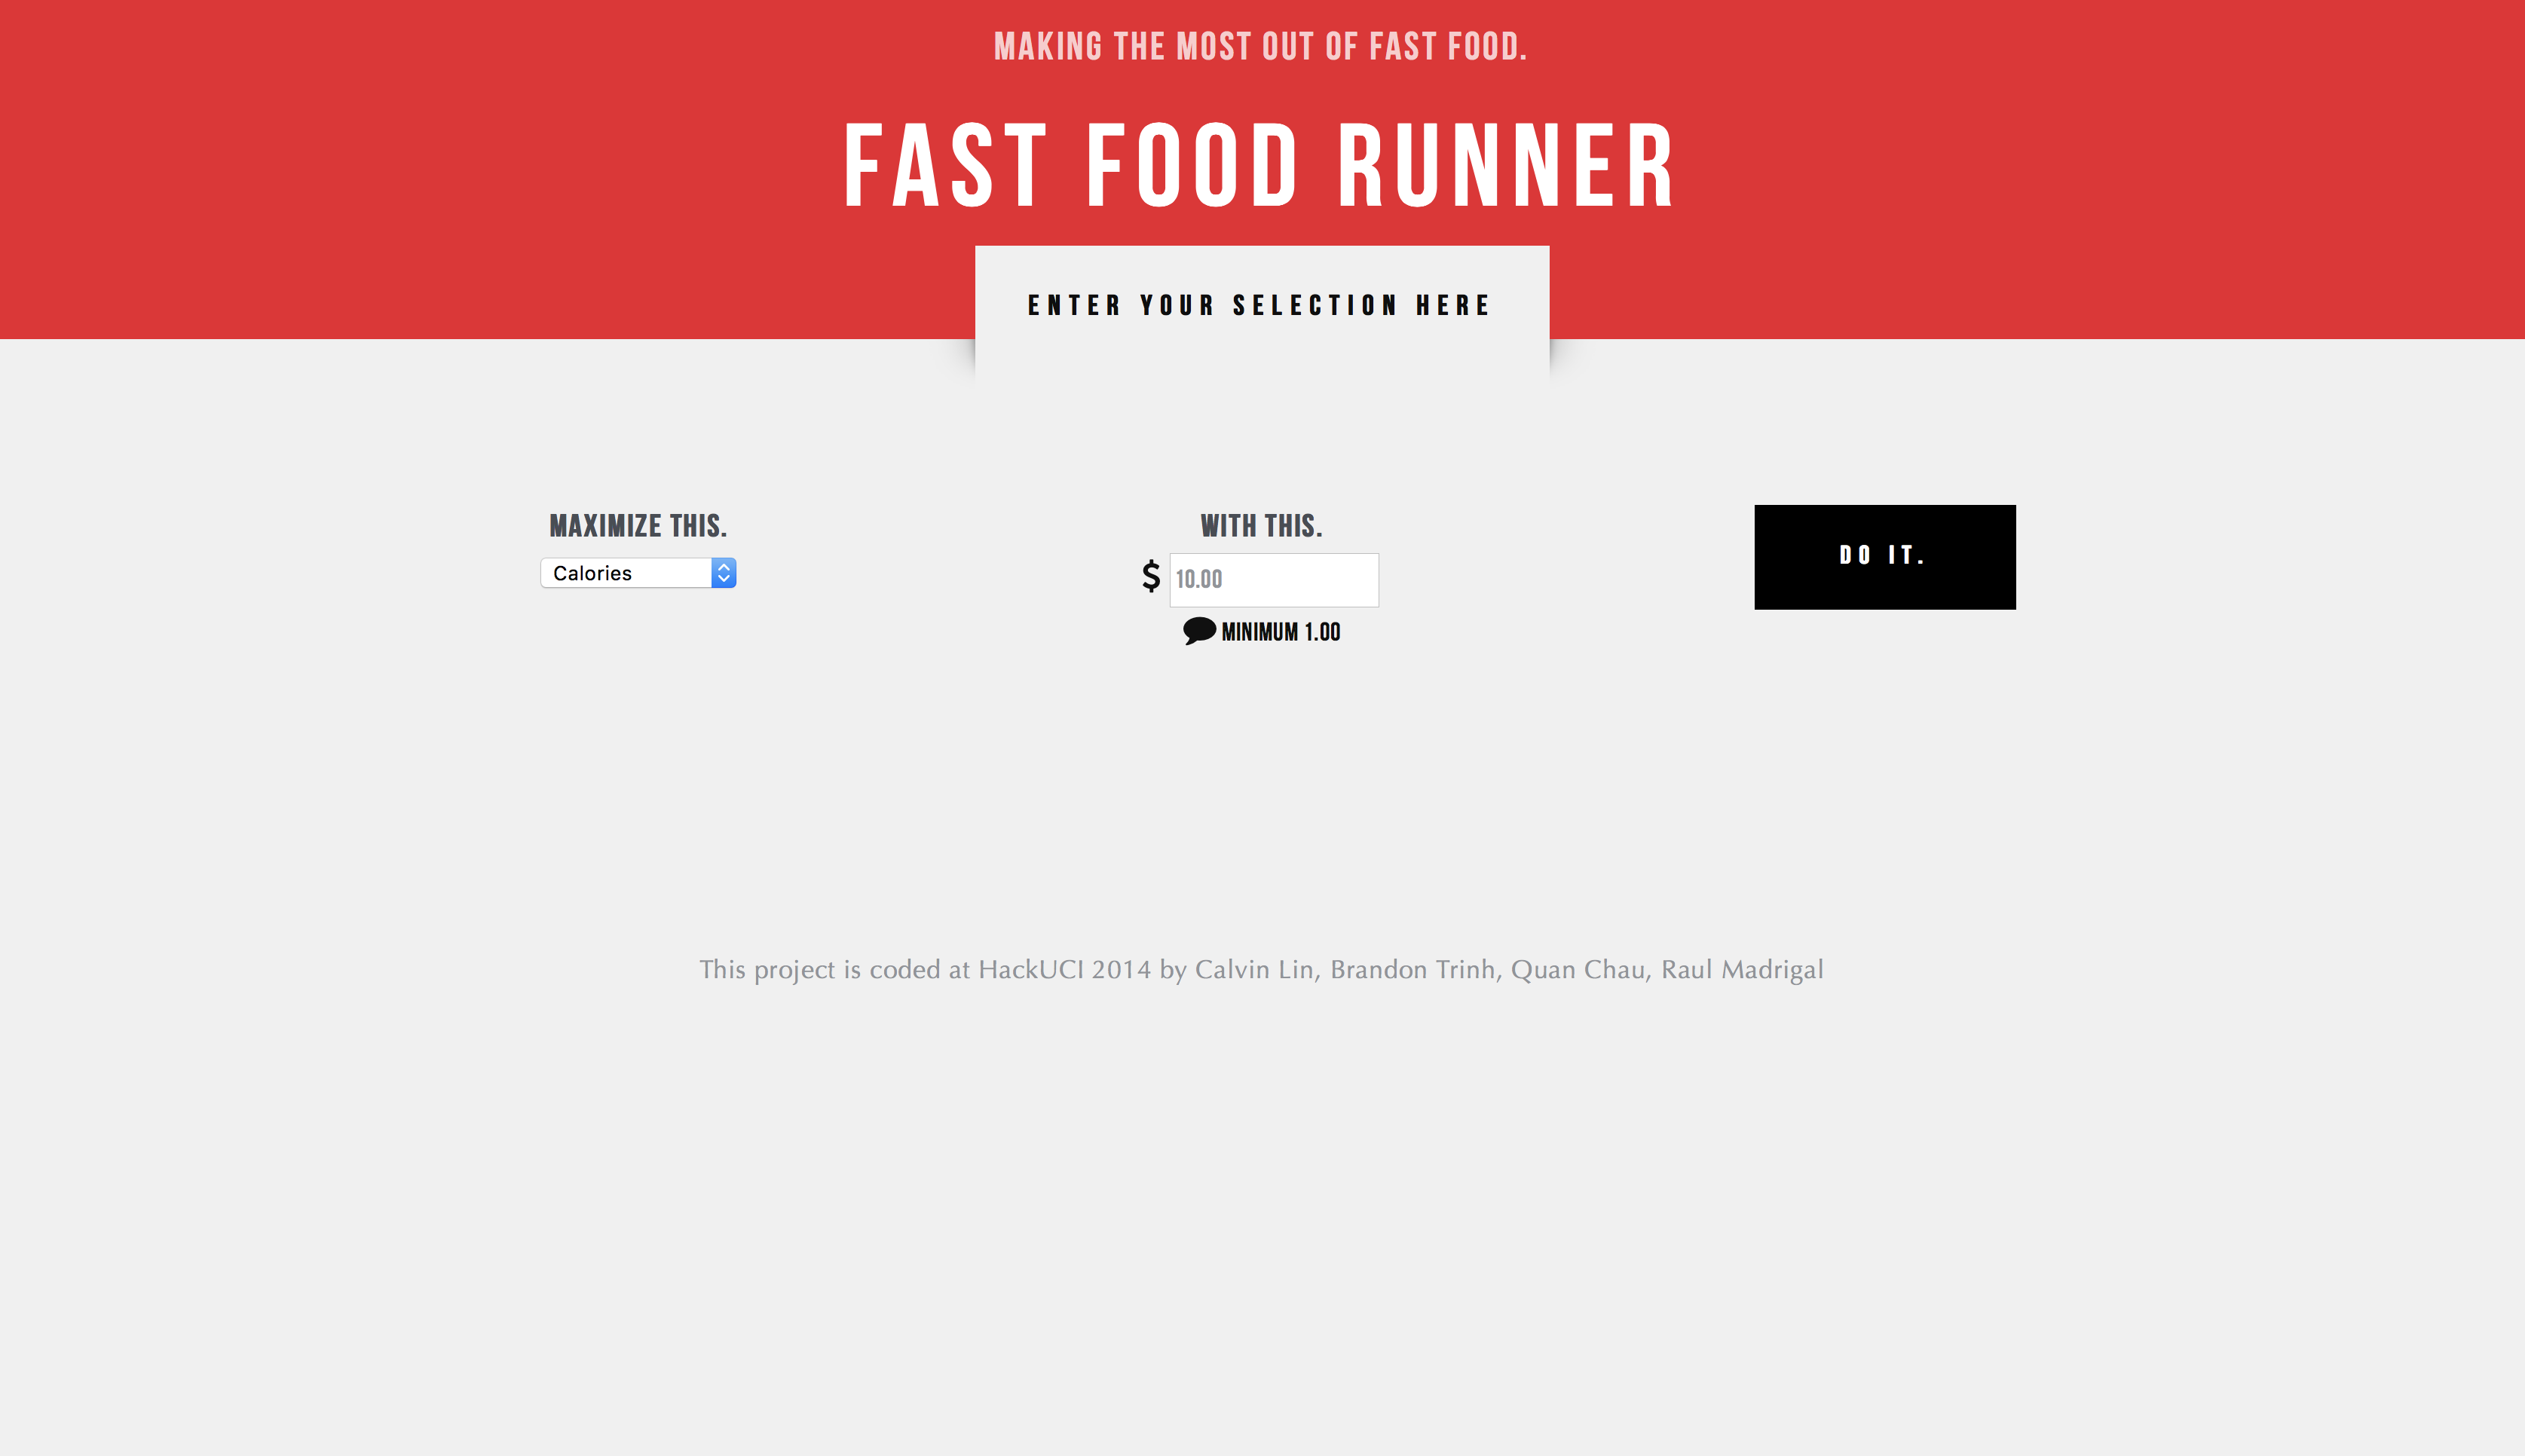 MAKING THE MOST OUT OF FAST FOOD.
FAST FOOD RUNNER
ENTER YOUR SELECTION HERE
MAXIMIZE THIS.
Calories
WITH THIS.
$ 10.00
MINIMUM 1.00
DO IT.
This project is coded at HackUCI 2014 by Calvin Lin, Brandon Trinh, Quan Chau, Raul Madrigal